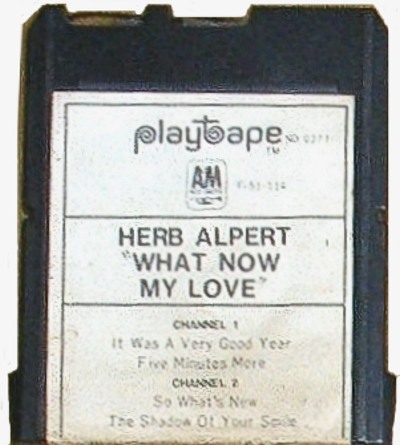 playtape
TM
AM
HERB ALPERT
"WHAT NOW
MY LOVE"
CHANNEL 1
It Was A Very Good Year
Five Minutes More
CHANNEL 2
So What's New
The Shadow Of Your Smile